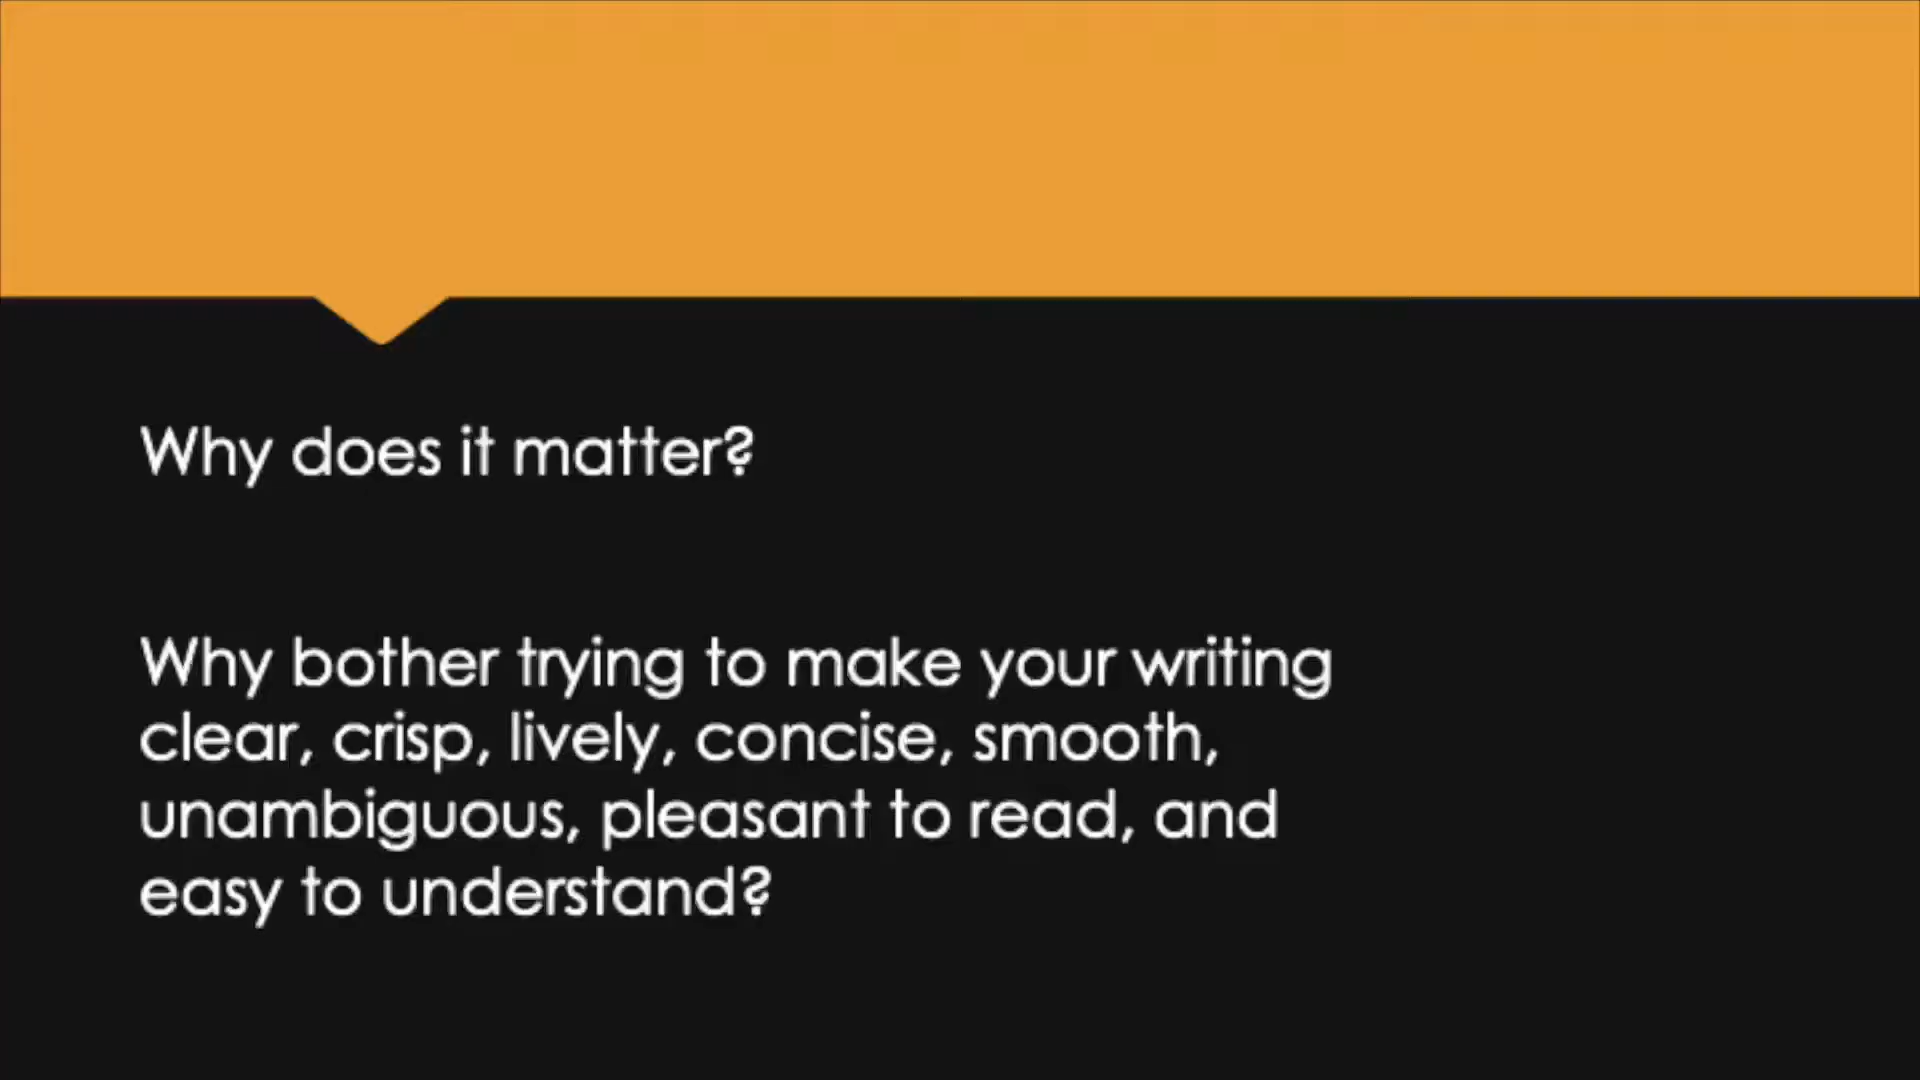 Why does it matter?
Why bother trying to make your writing
clear, crisp, lively, concise, smooth,
unambiguous, pleasant to read, and
easy to understand?